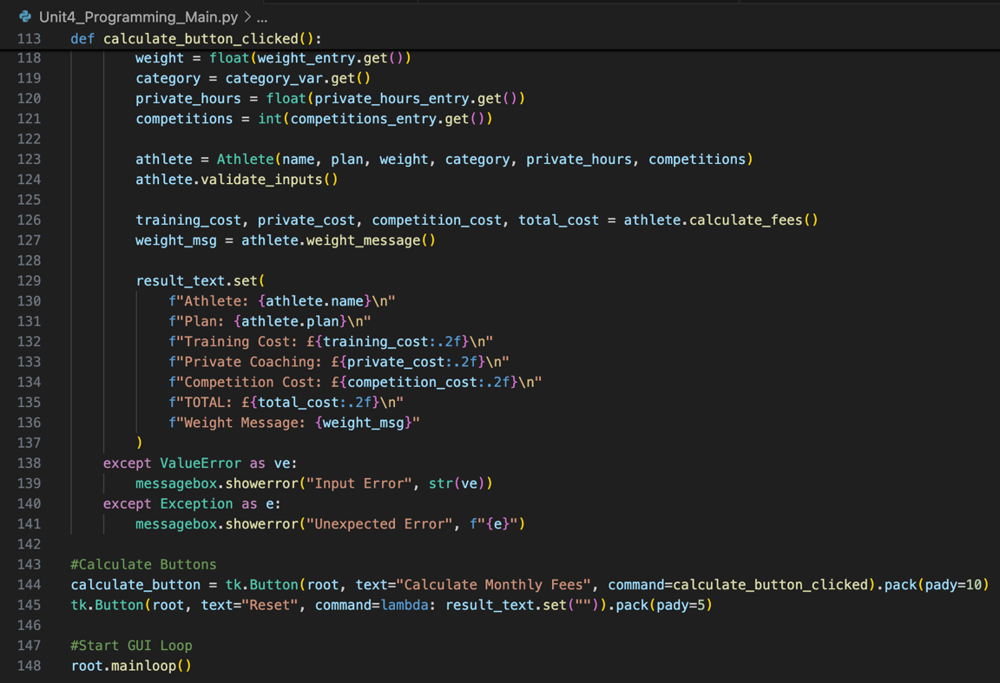 Unit4_Programming_Main.py > ...
113 def calculate_button_clicked():
118 weight = float(weight_entry.get())
119 category = category_var.get()
120 private_hours = float(private_hours_entry.get())
121 competitions = int(competitions_entry.get())
122
123 athlete = Athlete(name, plan, weight, category, private_hours, competitions)
124 athlete.validate_inputs()
125
126 training_cost, private_cost, competition_cost, total_cost = athlete.calculate_fees()
127 weight_msg = athlete.weight_message()
128
129 result_text.set(
130 f"Athlete: {athlete.name}\n"
131 f"Plan: {athlete.plan}\n"
132 f"Training Cost: £{training_cost:.2f}\n"
133 f"Private Coaching: £{private_cost:.2f}\n"
134 f"Competition Cost: £{competition_cost:.2f}\n"
135 f"TOTAL: £{total_cost:.2f}\n"
136 f"Weight Message: {weight_msg}"
137 )
138 except ValueError as ve:
139 messagebox.showerror("Input Error", str(ve))
140 except Exception as e:
141 messagebox.showerror("Unexpected Error", f"{e}")
142
143 #Calculate Buttons
144 calculate_button = tk.Button(root, text="Calculate Monthly Fees", command=calculate_button_clicked).pack(pady=10)
145 tk.Button(root, text="Reset", command=lambda: result_text.set("")).pack(pady=5)
146
147 #Start GUI Loop
148 root.mainloop()